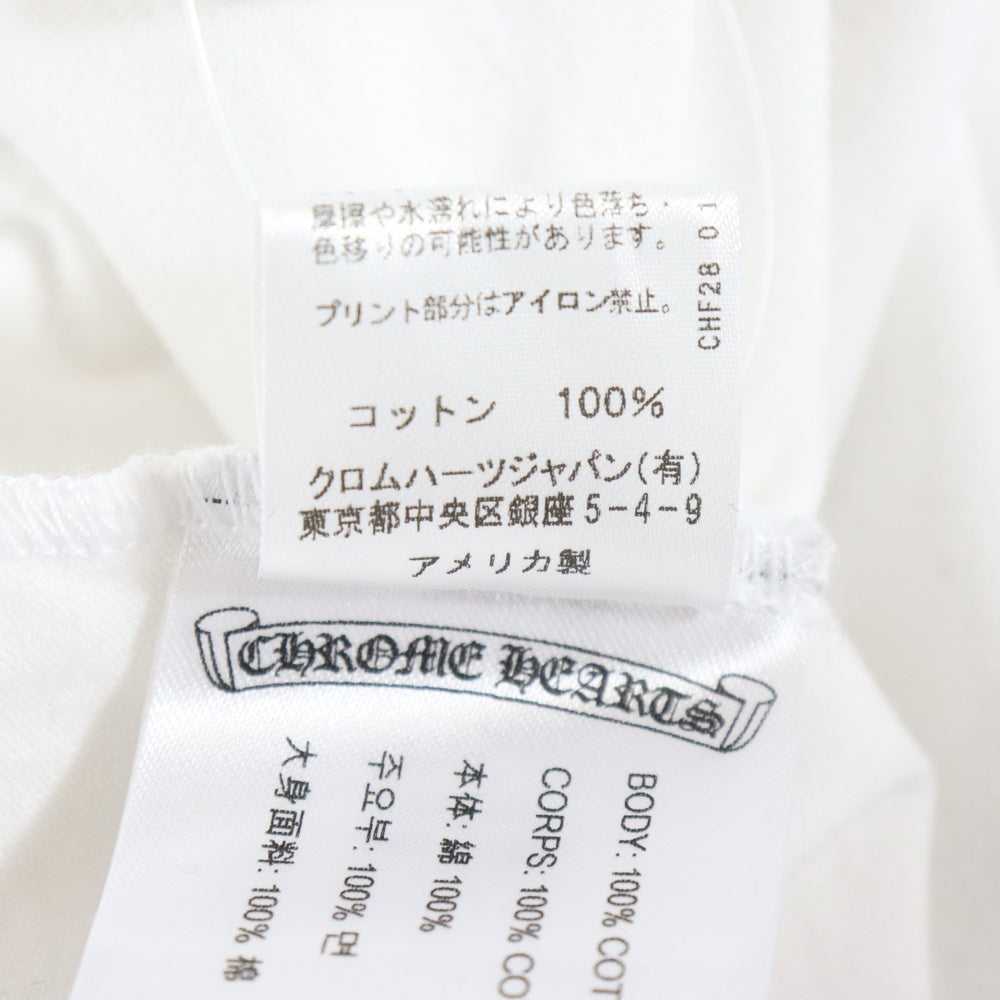 摩擦や水濡れにより色落ち・
色移りの可能性があります。
プリント部分はアイロン禁止。
CHF28 01
コットン 100%
クロムハーツジャパン(有)
東京都中央区銀座5-4-9
アメリカ製
CHROME HEARTS
BODY: 100% COT
CORPS: 100% CO
本体: 綿 100%
주요부: 100% 면
大身面料: 100% 棉